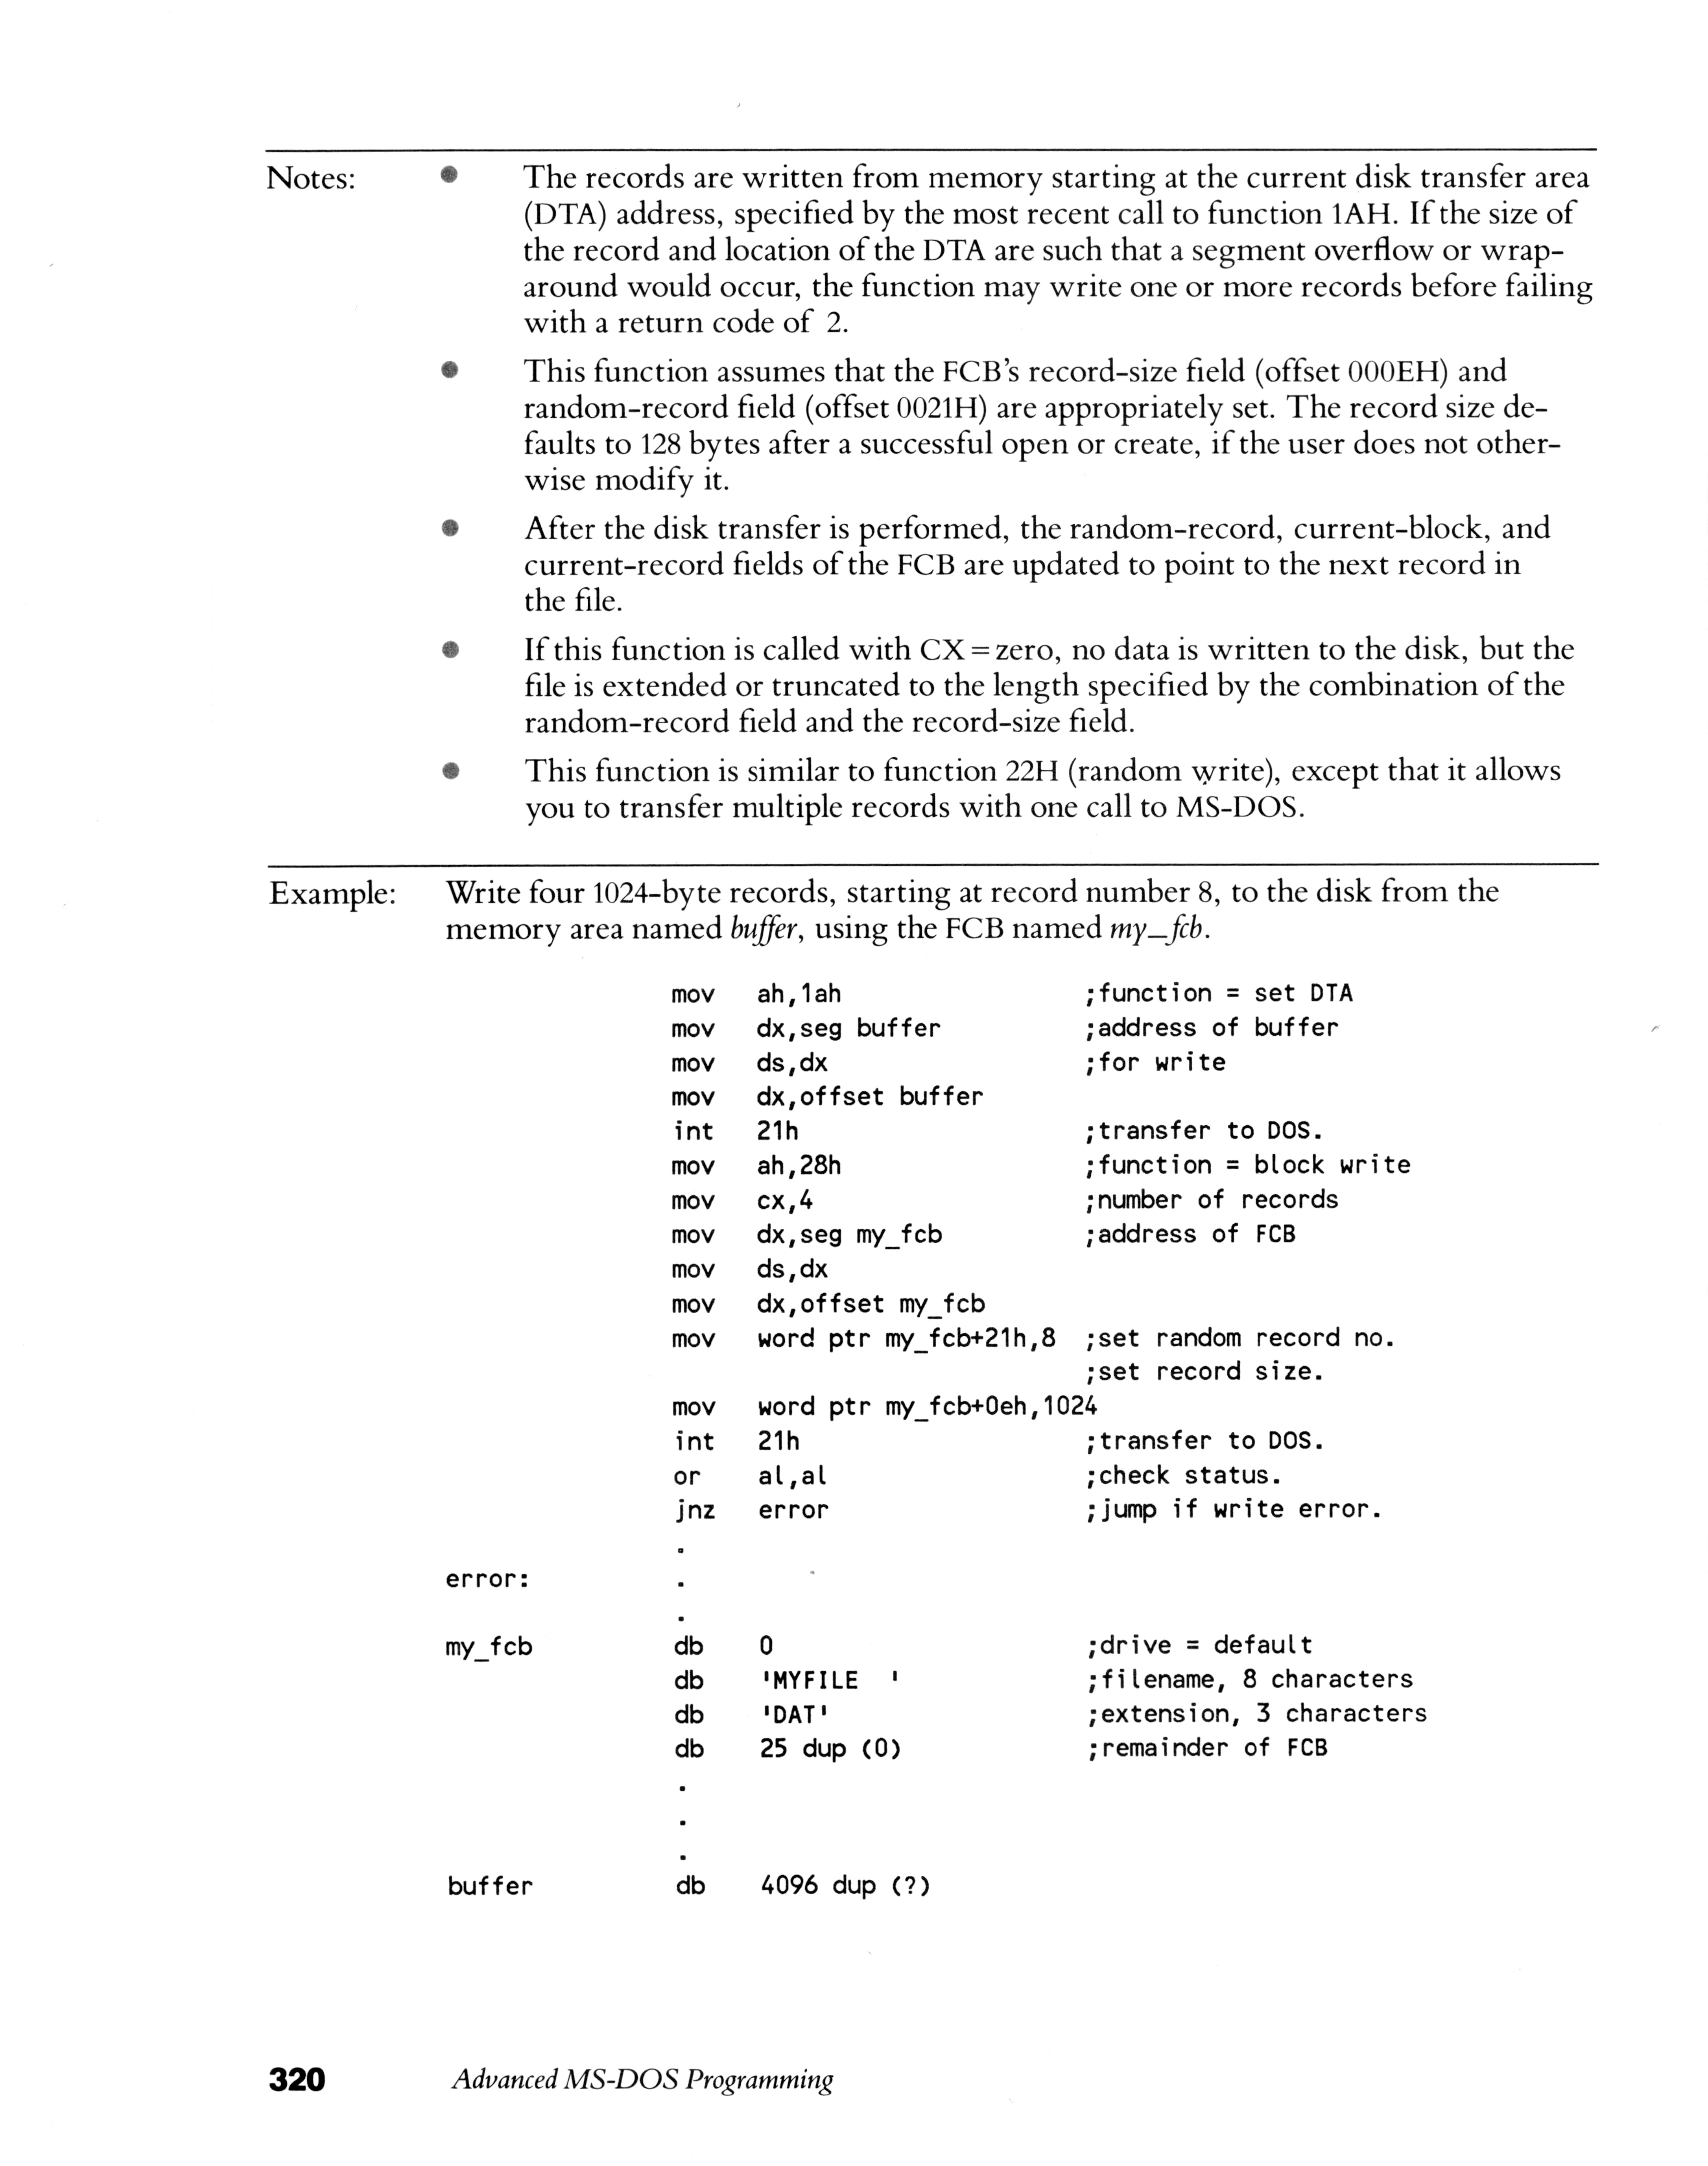 Notes: ● The records are written from memory starting at the current disk transfer area
(DTA) address, specified by the most recent call to function 1AH. If the size of
the record and location of the DTA are such that a segment overflow or wrap-
around would occur, the function may write one or more records before failing
with a return code of 2.
● This function assumes that the FCB's record-size field (offset 000EH) and
random-record field (offset 0021H) are appropriately set. The record size de-
faults to 128 bytes after a successful open or create, if the user does not other-
wise modify it.
● After the disk transfer is performed, the random-record, current-block, and
current-record fields of the FCB are updated to point to the next record in
the file.
● If this function is called with CX = zero, no data is written to the disk, but the
file is extended or truncated to the length specified by the combination of the
random-record field and the record-size field.
● This function is similar to function 22H (random write), except that it allows
you to transfer multiple records with one call to MS-DOS.
Example: Write four 1024-byte records, starting at record number 8, to the disk from the
memory area named buffer, using the FCB named my_fcb.
mov ah,1ah ;function = set DTA
mov dx,seg buffer ;address of buffer
mov ds,dx ;for write
mov dx,offset buffer
int 21h ;transfer to DOS.
mov ah,28h ;function = block write
mov cx,4 ;number of records
mov dx,seg my_fcb ;address of FCB
mov ds,dx
mov dx,offset my_fcb
mov word ptr my_fcb+21h,8 ;set random record no.
;set record size.
mov word ptr my_fcb+0eh,1024
int 21h ;transfer to DOS.
or al,al ;check status.
jnz error ;jump if write error.
.
error: .
.
my_fcb db 0 ;drive = default
db 'MYFILE  ' ;filename, 8 characters
db 'DAT' ;extension, 3 characters
db 25 dup (0) ;remainder of FCB
.
.
.
buffer db 4096 dup (?)
320 Advanced MS-DOS Programming